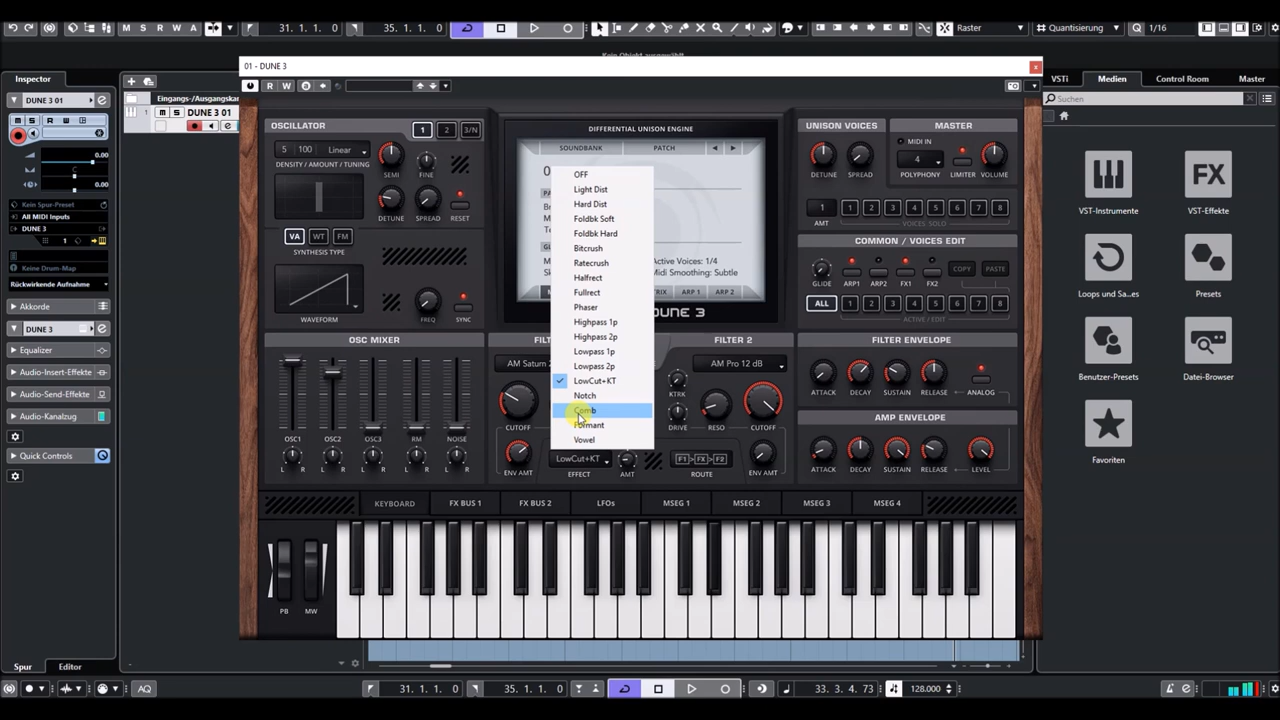 M S R W A
31. 1. 1. 0
35. 1. 1. 0
Raster
Quantisierung
1/16
Kein Objekt ausgewählt
01 - DUNE 3
Inspector
DUNE 3 01
0.00
C
0.00
Kein Spur-Preset
All MIDI Inputs
DUNE 3
1
Keine Drum-Map
Rückwirkende Aufnahme
Akkorde
DUNE 3
Equalizer
Audio-Insert-Effekte
Audio-Send-Effekte
Audio-Kanalzug
Quick Controls
Spur
Editor
Eingangs-/Ausgangskan
1
DUNE 3 01
R W
OSCILLATOR
1 2 3/N
5 100 Linear
DENSITY / AMOUNT / TUNING
SEMI
FINE
DETUNE
SPREAD
RESET
VA WT FM
SYNTHESIS TYPE
WAVEFORM
FREQ
SYNC
DIFFERENTIAL UNISON ENGINE
SOUNDBANK
PATCH
Active Voices: 1/4
Midi Smoothing: Subtle
ARP 1
ARP 2
DUNE 3
OFF
Light Dist
Hard Dist
Foldbk Soft
Foldbk Hard
Bitcrush
Ratecrush
Halfrect
Fullrect
Phaser
Highpass 1p
Highpass 2p
Lowpass 1p
Lowpass 2p
LowCut+KT
Notch
Comb
Formant
Vowel
UNISON VOICES
DETUNE
SPREAD
MASTER
MIDI IN
4
POLYPHONY
LIMITER
VOLUME
1
AMT
1 2 3 4 5 6 7 8
VOICES SOLO
COMMON / VOICES EDIT
GLIDE
ARP1
ARP2
FX1
FX2
COPY
PASTE
ALL
1 2 3 4 5 6 7 8
ACTIVE / EDIT
OSC MIXER
OSC1
OSC2
OSC3
RM
NOISE
L R L R L R L R L R
AM Saturn 2
CUTOFF
ENV AMT
LowCut+KT
EFFECT
AMT
FILTER 2
AM Pro 12 dB
KTRK
DRIVE
RESO
CUTOFF
F1>FX>F2
ROUTE
ENV AMT
FILTER ENVELOPE
ATTACK
DECAY
SUSTAIN
RELEASE
ANALOG
AMP ENVELOPE
ATTACK
DECAY
SUSTAIN
RELEASE
LEVEL
KEYBOARD
FX BUS 1
FX BUS 2
LFOs
MSEG 1
MSEG 2
MSEG 3
MSEG 4
PB
MW
VSTi
Medien
Control Room
Master
Suchen
VST-Instrumente
FX
VST-Effekte
Loops und Sa...es
Presets
Benutzer-Presets
Datei-Browser
Favoriten
AQ
31. 1. 1. 0
35. 1. 1. 0
33. 3. 4. 73
128.000